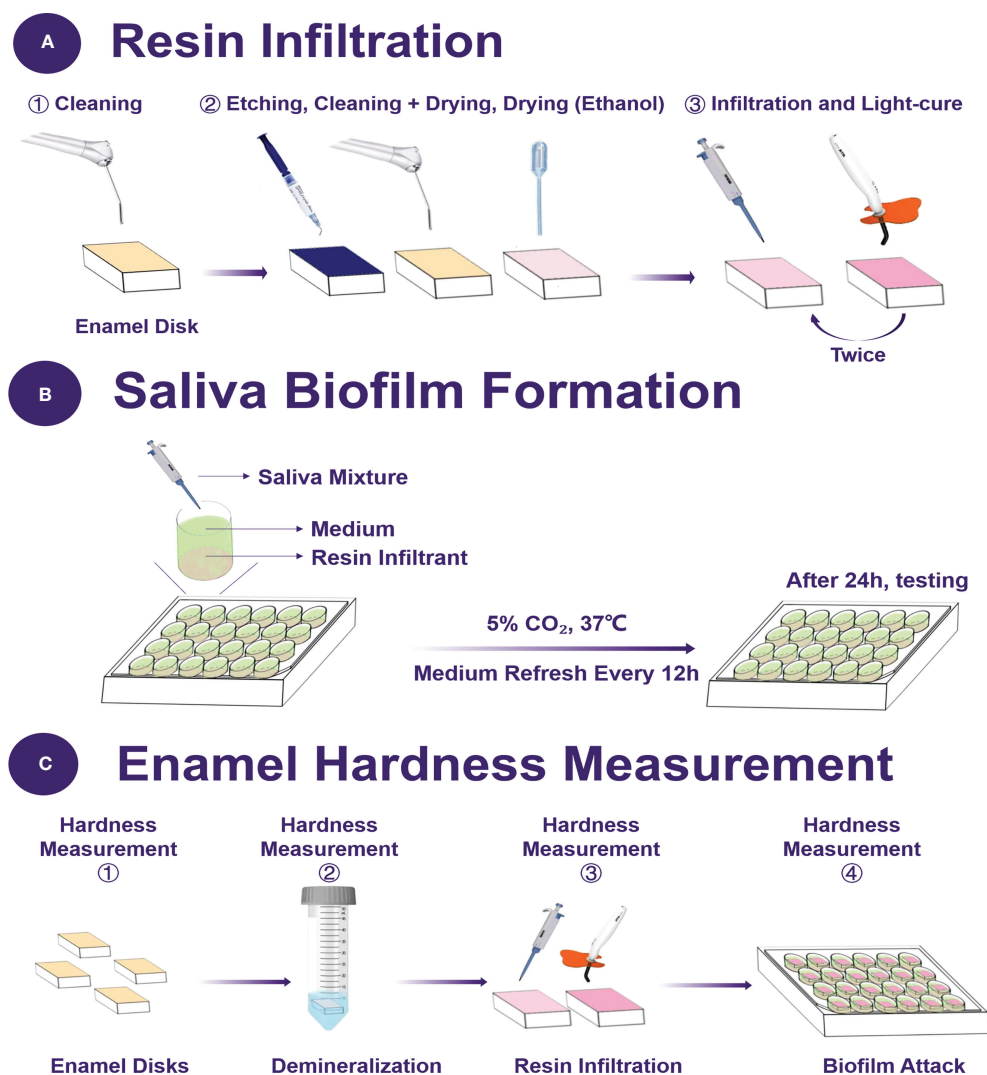 A
Resin Infiltration
① Cleaning
② Etching, Cleaning + Drying, Drying (Ethanol)
③ Infiltration and Light-cure
Enamel Disk
Twice
B
Saliva Biofilm Formation
Saliva Mixture
Medium
Resin Infiltrant
5% CO₂, 37℃
Medium Refresh Every 12h
After 24h, testing
C
Enamel Hardness Measurement
Hardness
Measurement
①
Hardness
Measurement
②
Hardness
Measurement
③
Hardness
Measurement
④
Enamel Disks
Demineralization
Resin Infiltration
Biofilm Attack